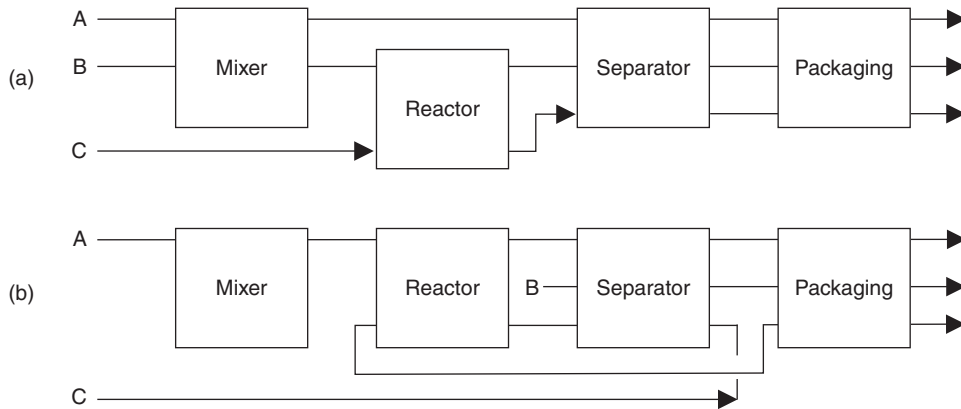 A
Mixer
Separator
Packaging
B
(a)
Reactor
C
A
Mixer
Reactor
B
Separator
Packaging
(b)
C